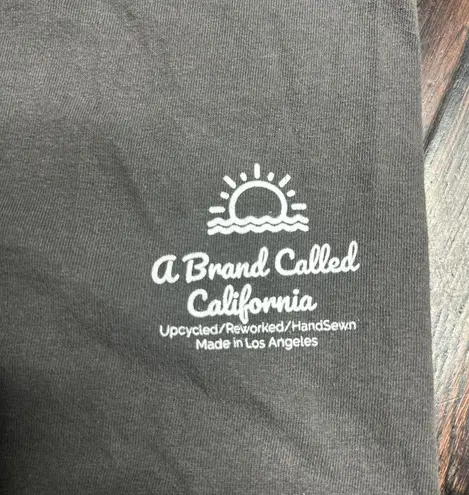 a Brand Called
California
Upcycled/Reworked/HandSewn
Made in Los Angeles